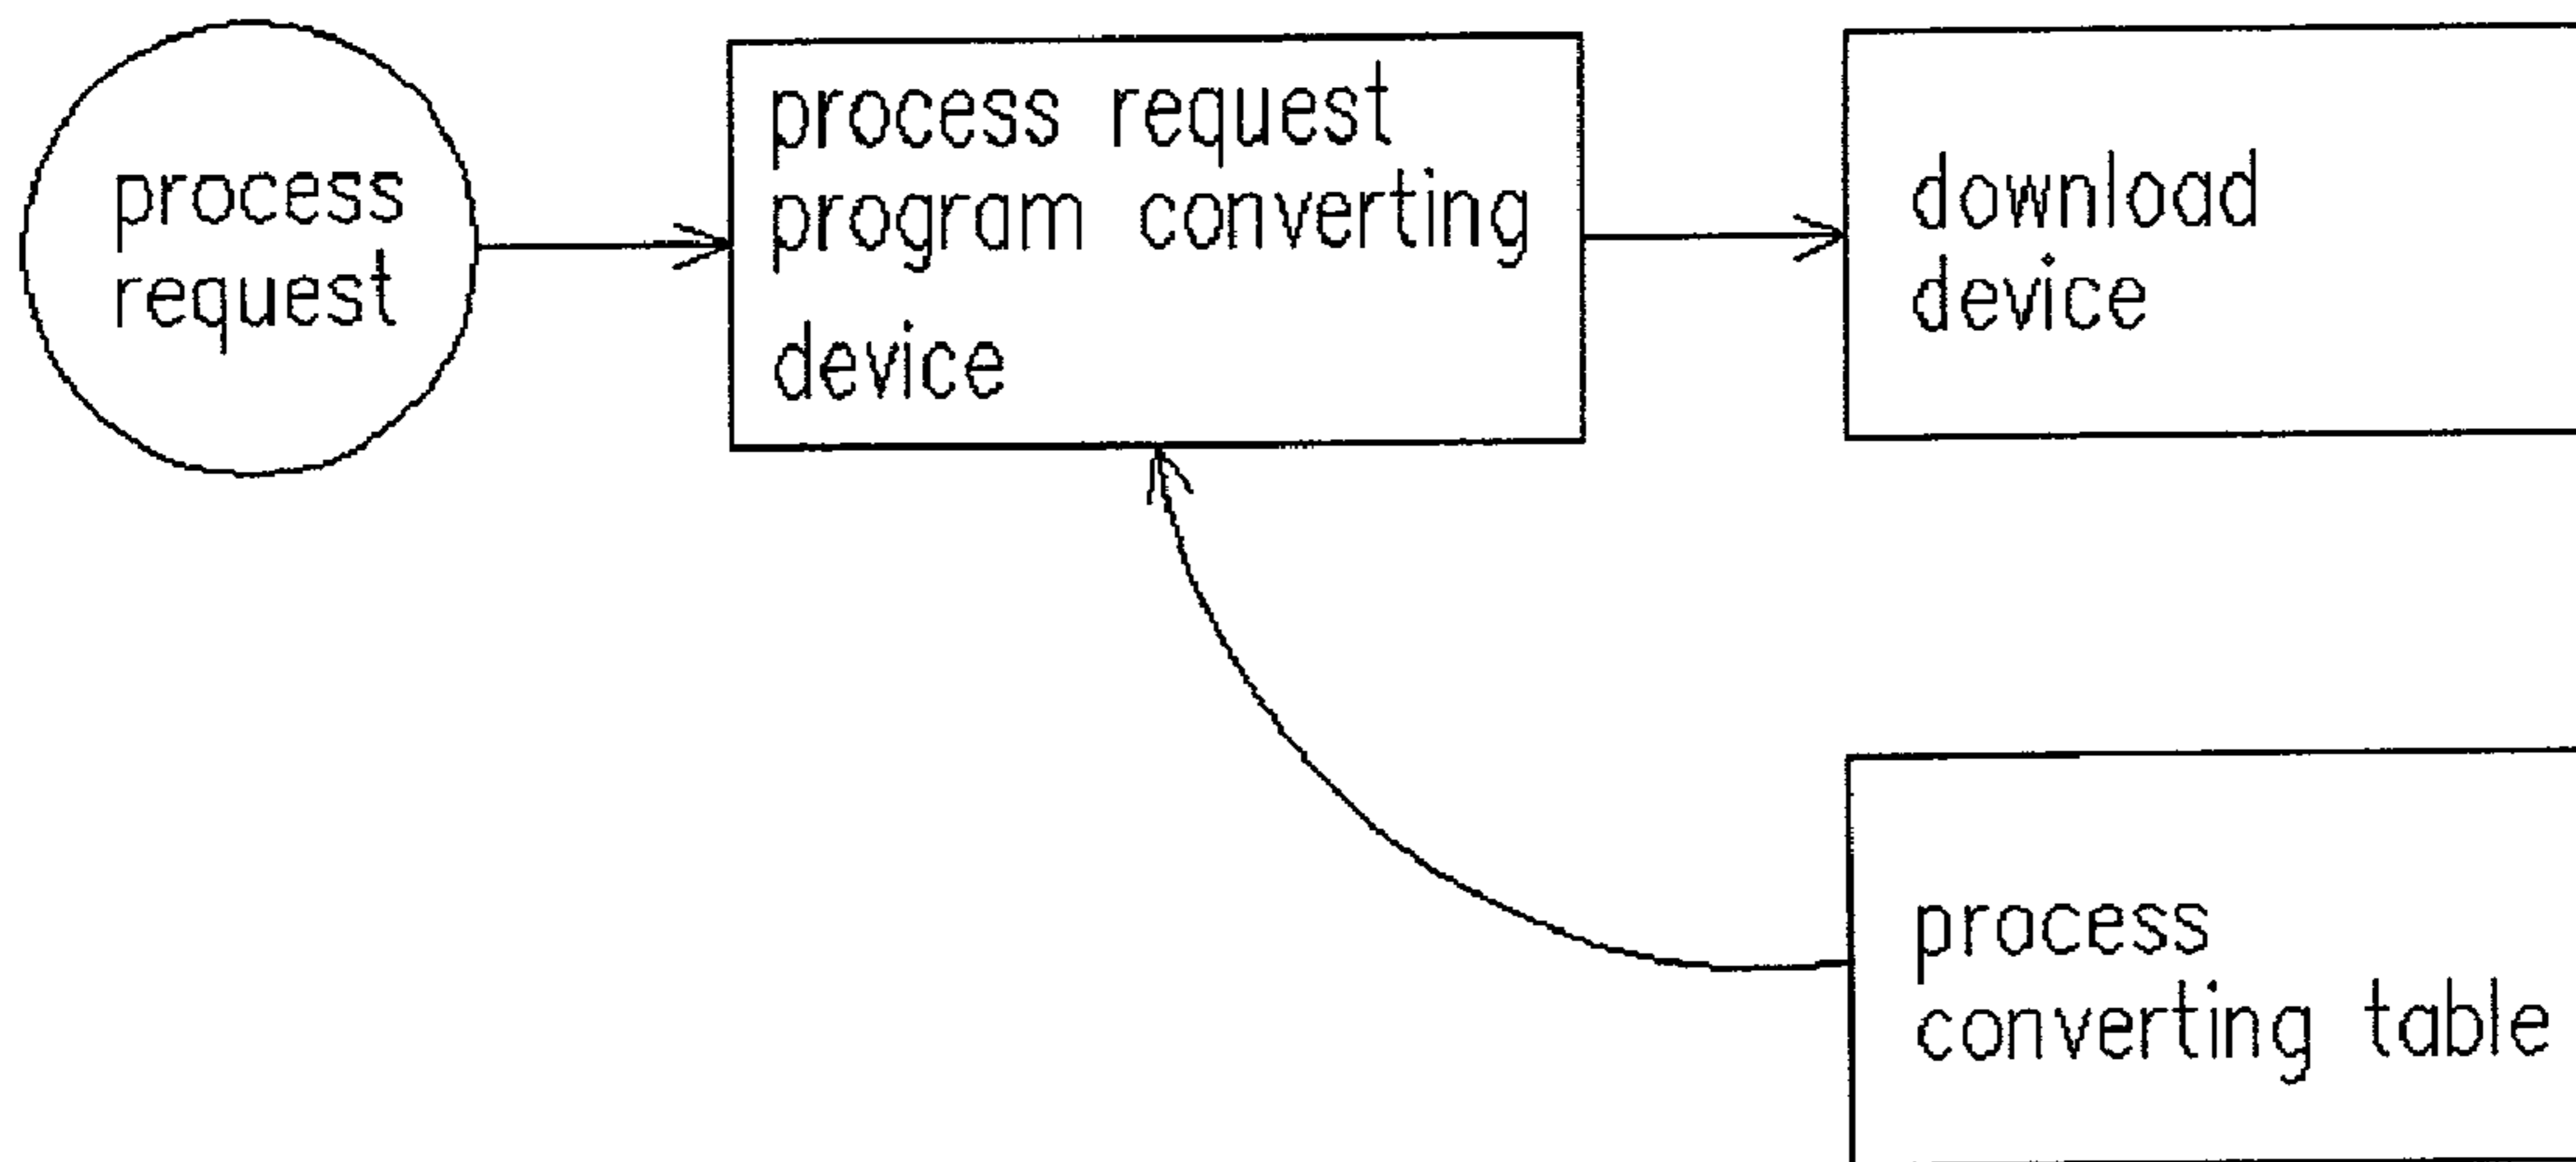 process
request
process request
program converting
device
download
device
process
converting table